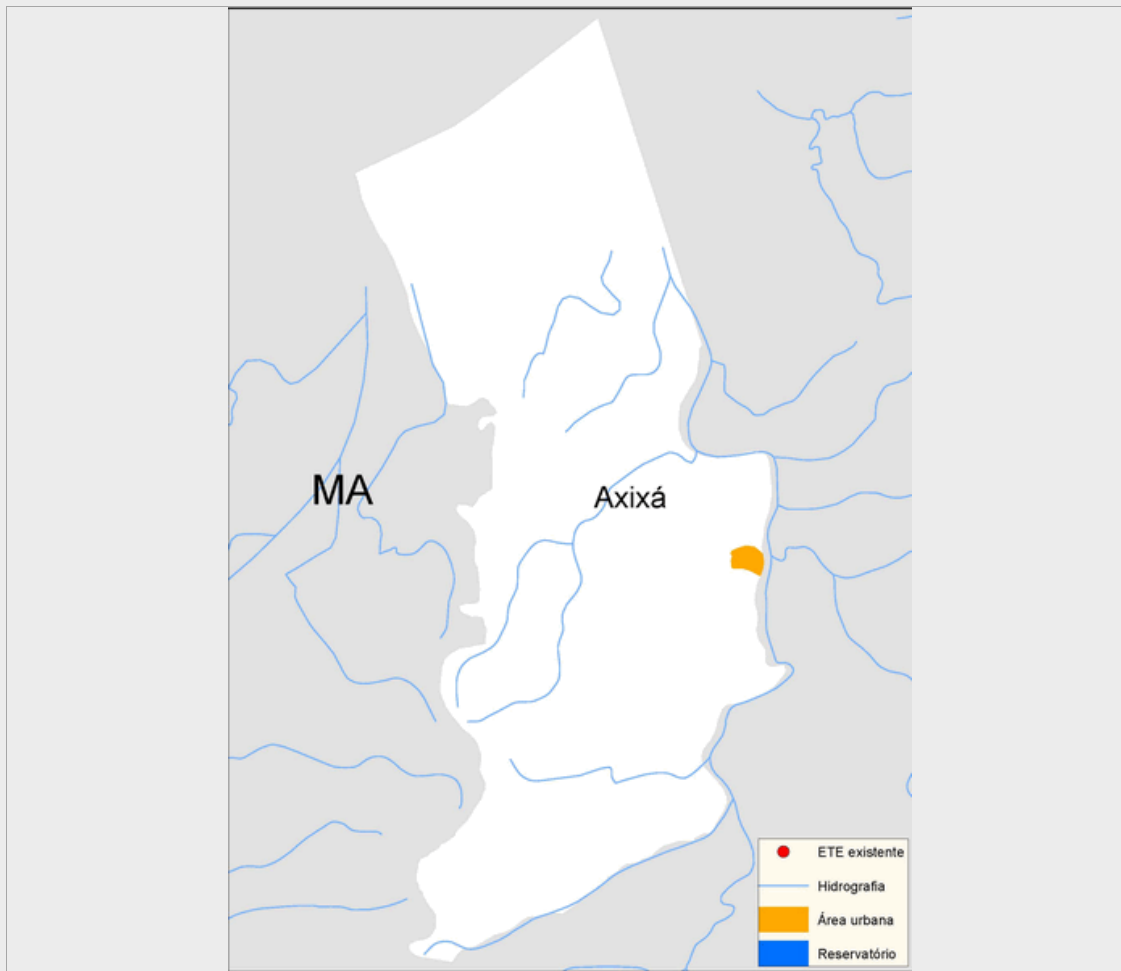 MA
Axixá
ETE existente
Hidrografia
Área urbana
Reservatório